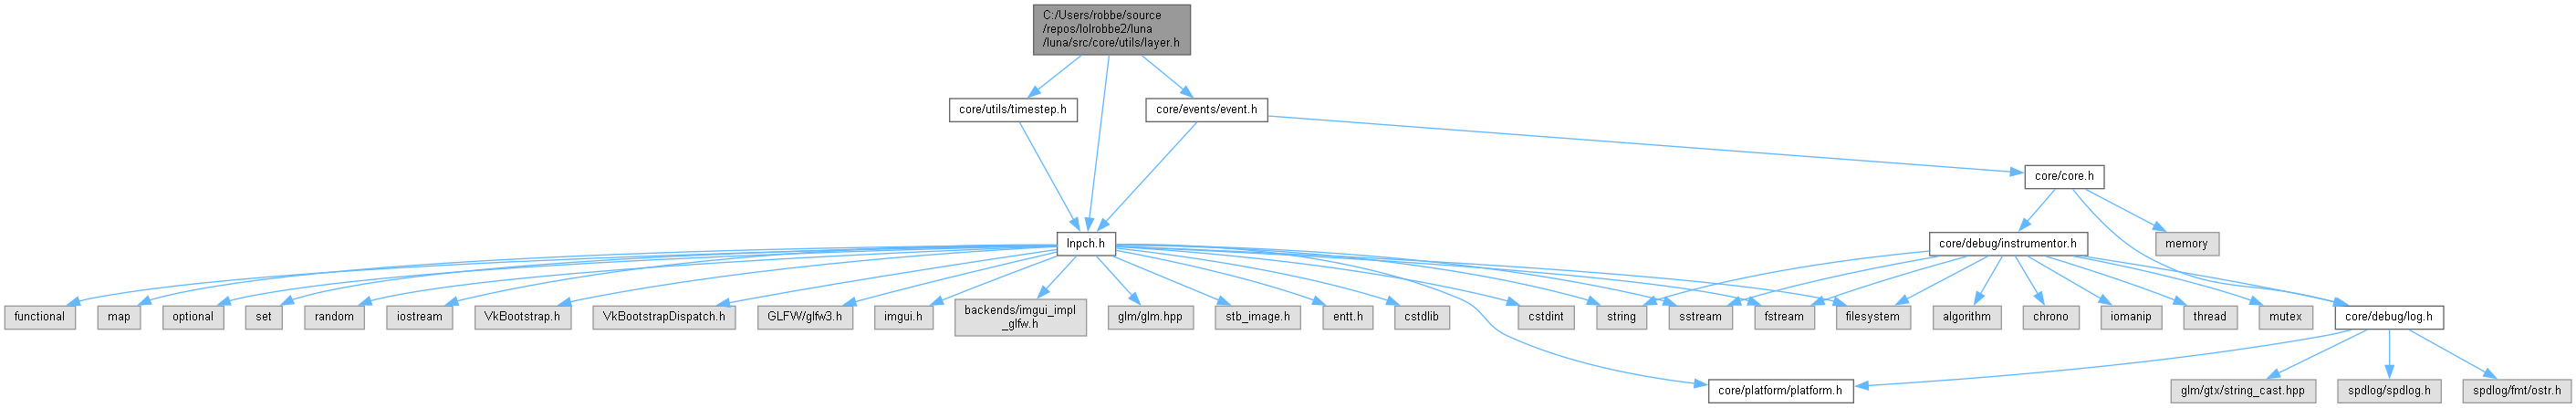 C:/Users/robbe/source
/repos/lolrobbe2/luna
/luna/src/core/utils/layer.h
core/utils/timestep.h
core/events/event.h
core/core.h
lnpch.h
core/debug/instrumentor.h
memory
functional
map
optional
set
random
iostream
VkBootstrap.h
VkBootstrapDispatch.h
GLFW/glfw3.h
imgui.h
backends/imgui_impl
_glfw.h
glm/glm.hpp
stb_image.h
entt.h
cstdlib
cstdint
string
sstream
fstream
filesystem
algorithm
chrono
iomanip
thread
mutex
core/debug/log.h
core/platform/platform.h
glm/gtx/string_cast.hpp
spdlog/spdlog.h
spdlog/fmt/ostr.h